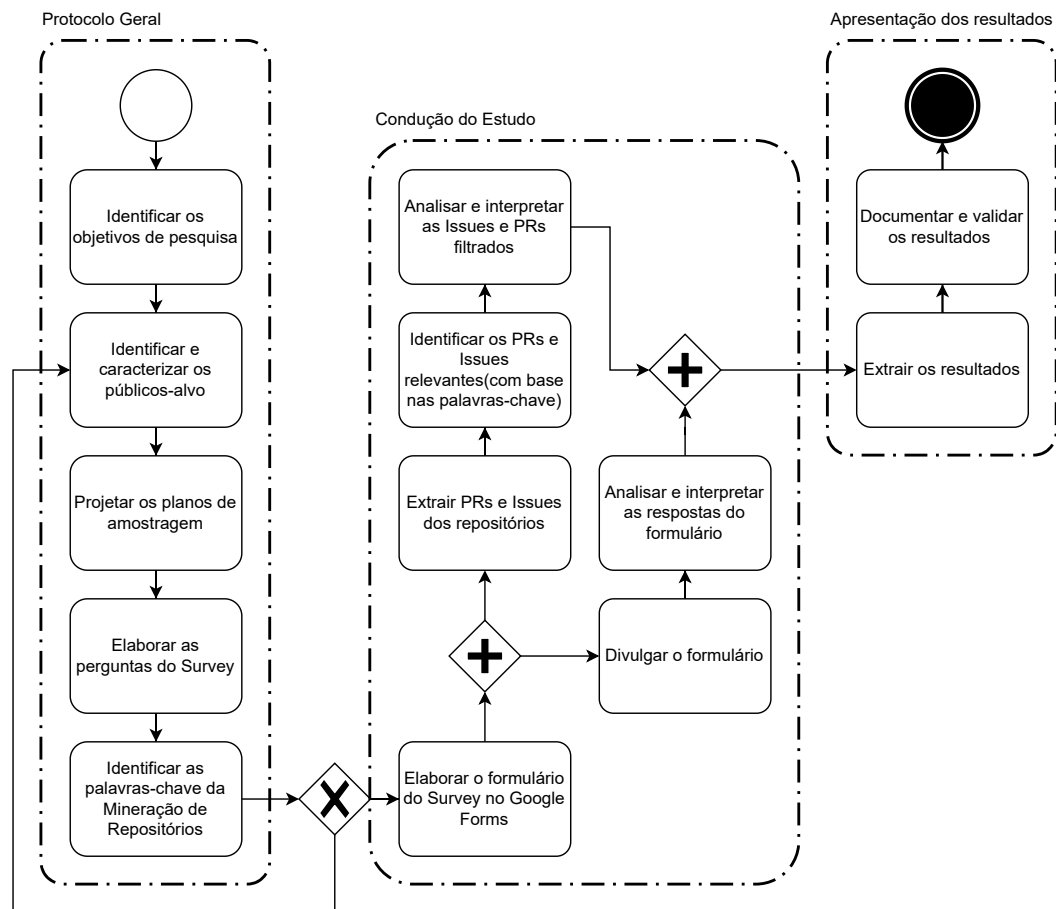 Protocolo Geral
Identificar os
objetivos de pesquisa
Identificar e
caracterizar os
públicos-alvo
Projetar os planos de
amostragem
Elaborar as
perguntas do Survey
Identificar as
palavras-chave da
Mineração de
Repositórios
Condução do Estudo
Analisar e interpretar
as Issues e PRs
filtrados
Identificar os PRs e
Issues
relevantes(com base
nas palavras-chave)
Extrair PRs e Issues
dos repositórios
Elaborar o formulário
do Survey no Google
Forms
Analisar e interpretar
as respostas do
formulário
Divulgar o formulário
Apresentação dos resultados
Documentar e validar
os resultados
Extrair os resultados